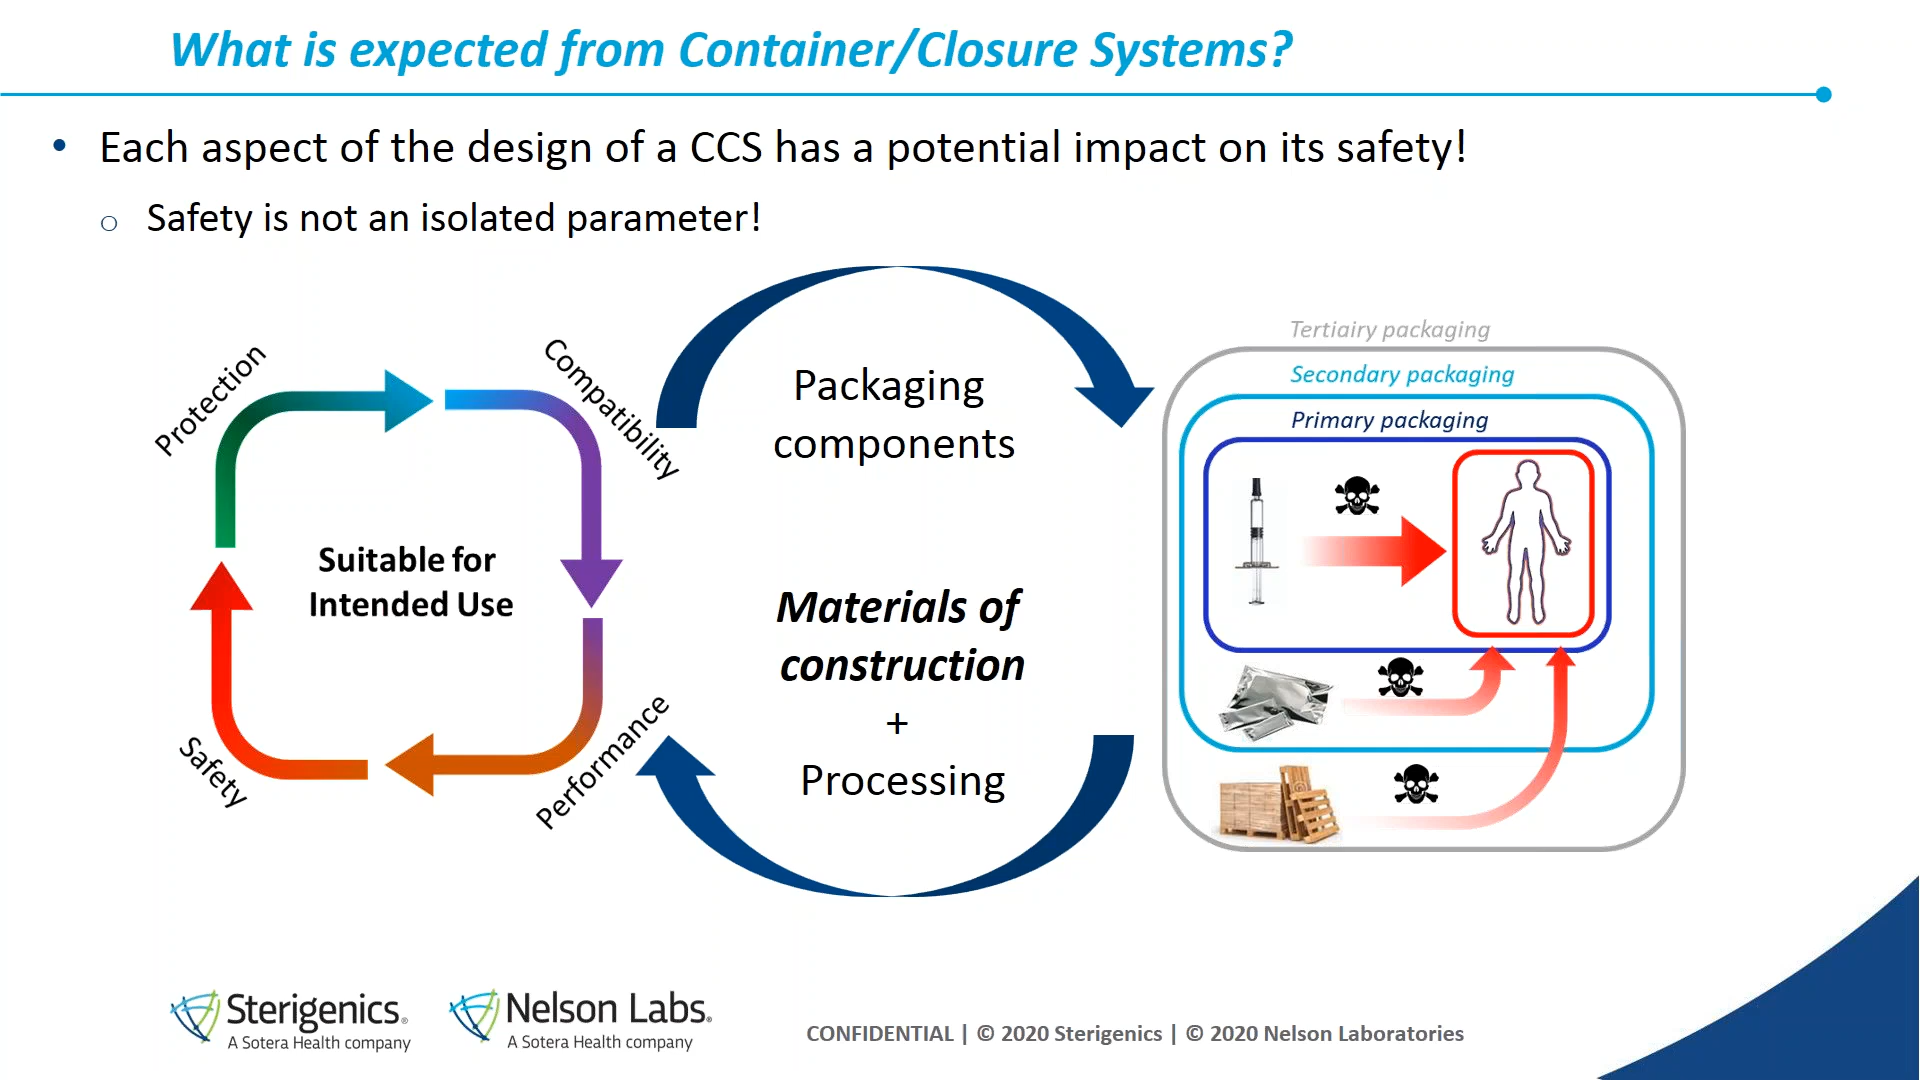 What is expected from Container/Closure Systems?
• Each aspect of the design of a CCS has a potential impact on its safety!
o Safety is not an isolated parameter!
Protection
Compatibility
Suitable for
Intended Use
Safety
Performance
Packaging
components
Materials of
construction
+
Processing
Tertiairy packaging
Secondary packaging
Primary packaging
Sterigenics®
A Sotera Health company
Nelson Labs®
A Sotera Health company
CONFIDENTIAL | © 2020 Sterigenics | © 2020 Nelson Laboratories